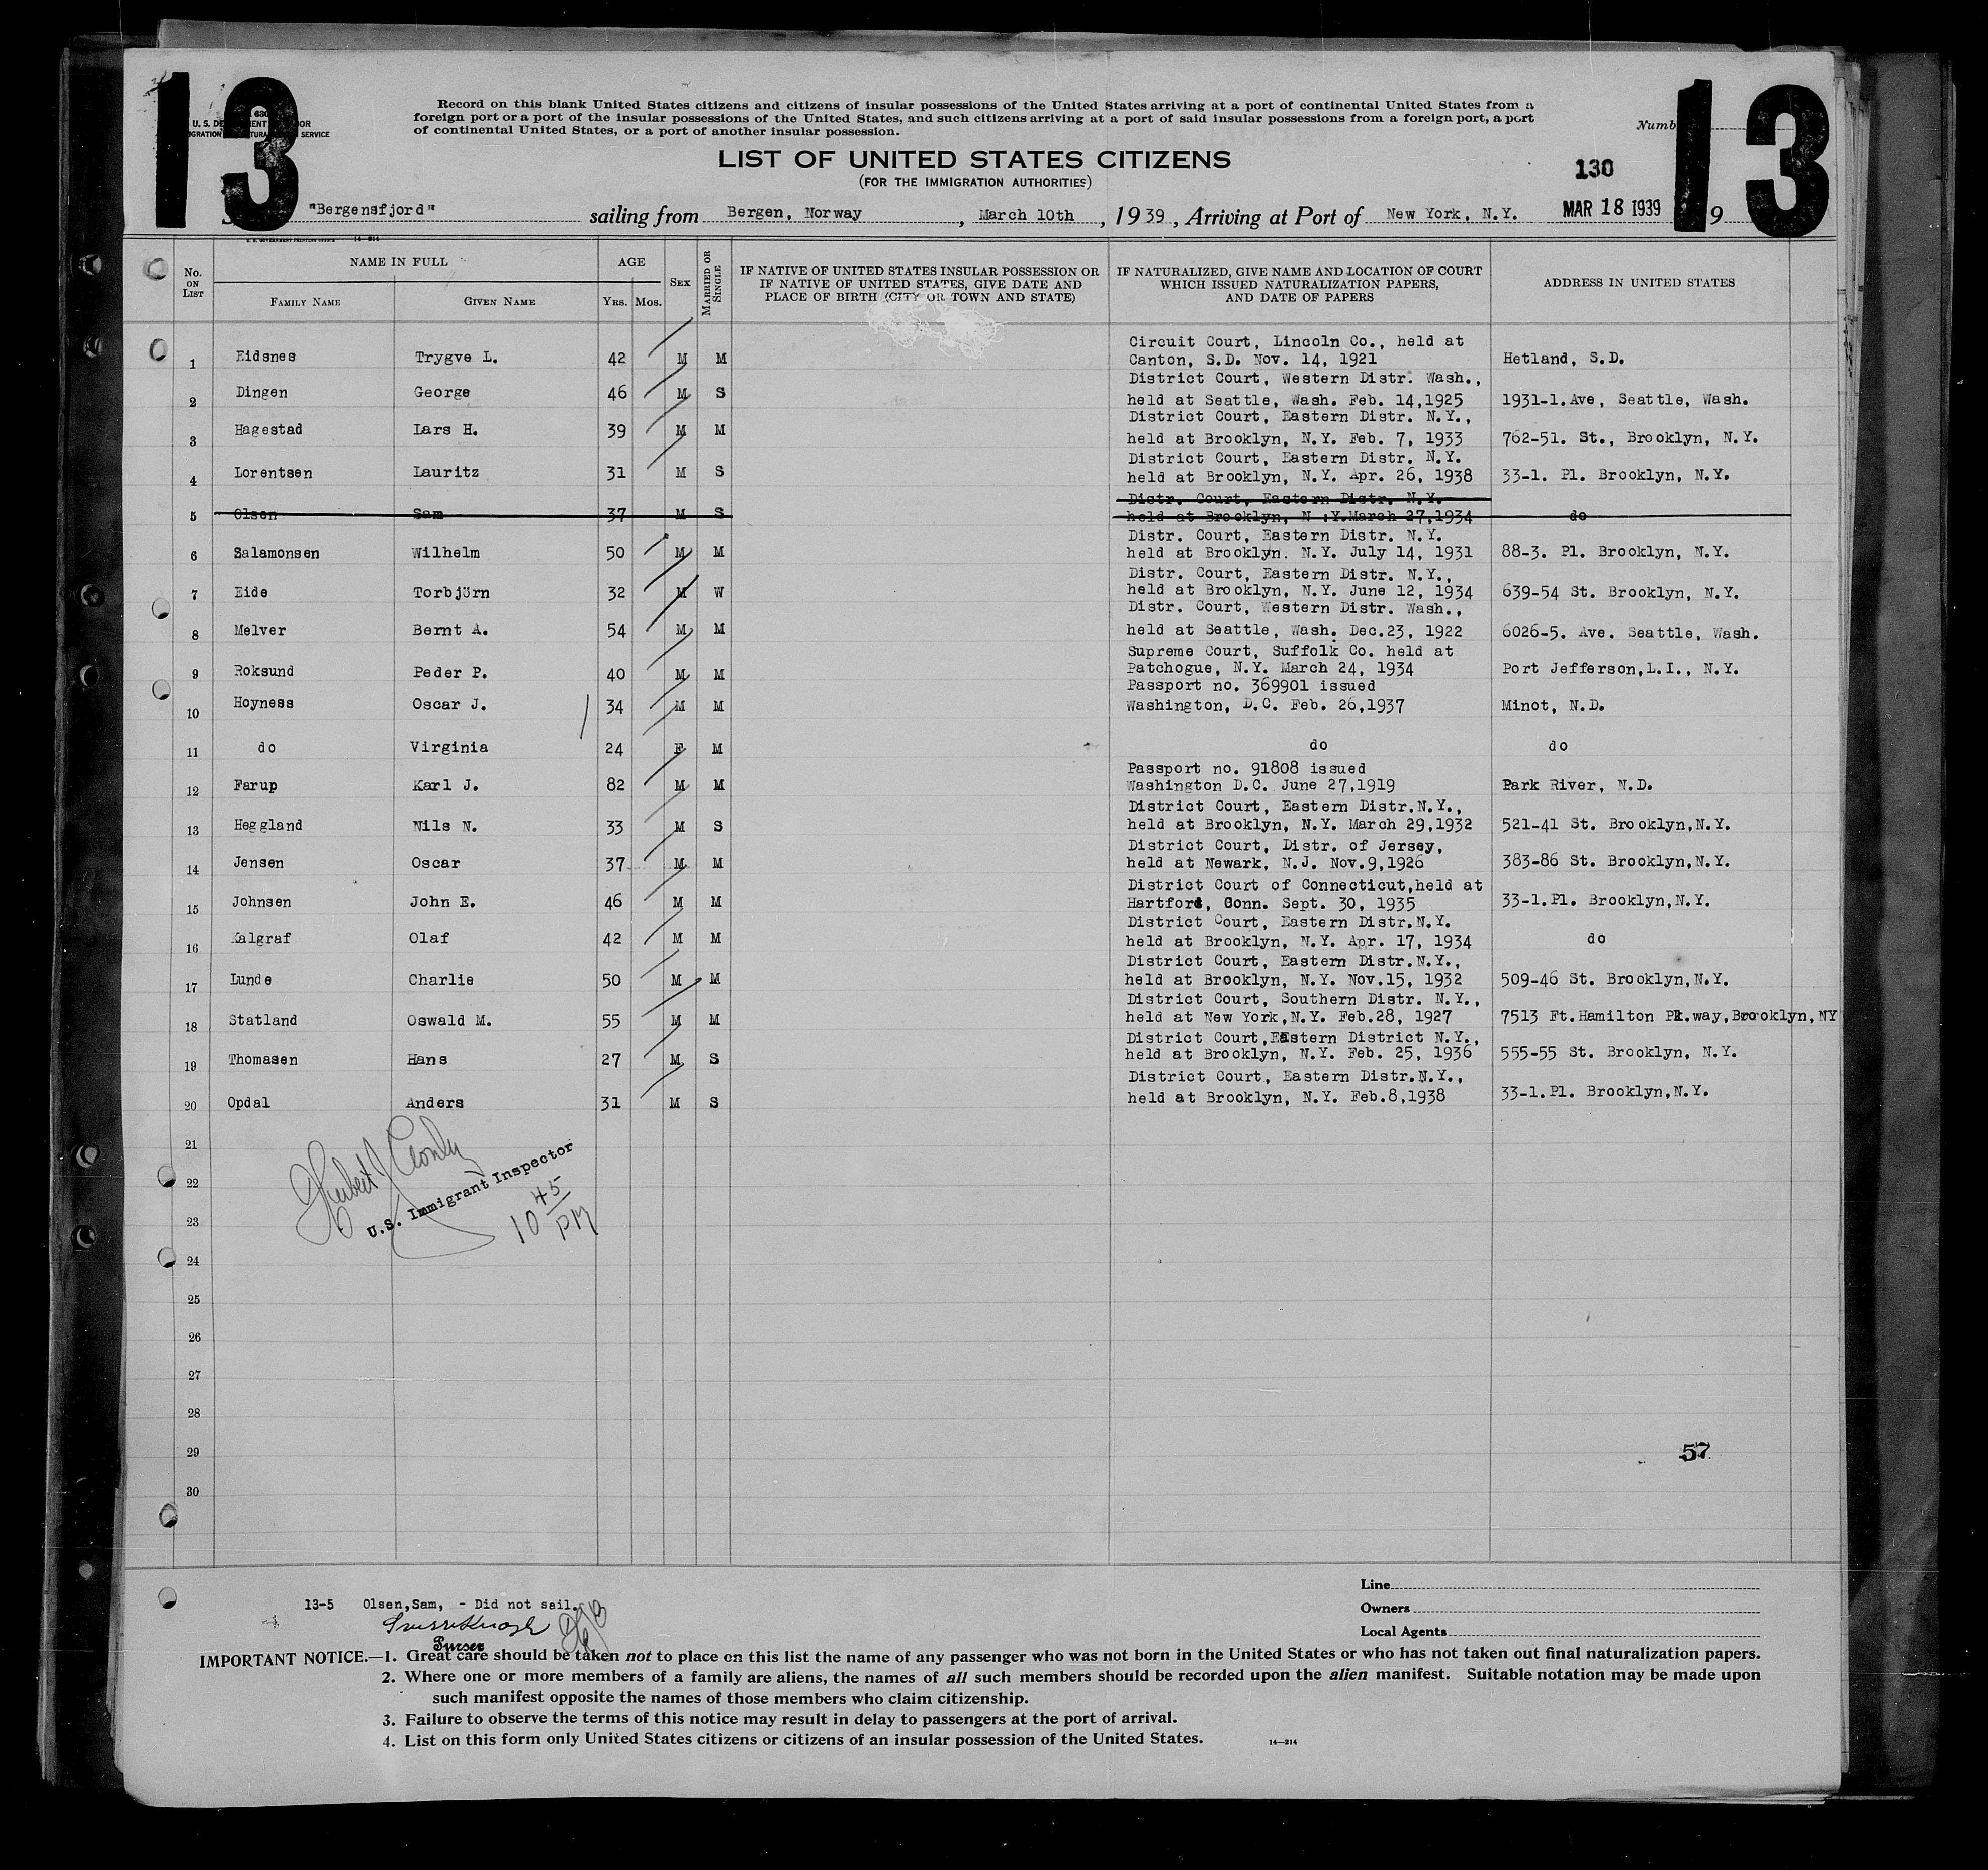 13
13
630
U. S. DE MENT OR
IGRATION TURA SERVICE
Record on this blank United States citizens and citizens of insular possessions of the United States arriving at a port of continental United States from a
foreign port or a port of the insular possessions of the United States, and such citizens arriving at a port of said insular possessions from a foreign port, a port
of continental United States, or a port of another insular possession.
Numb
LIST OF UNITED STATES CITIZENS
(FOR THE IMMIGRATION AUTHORITIES)
130
S "Bergensfjord" sailing from Bergen, Norway, March 10th, 1939, Arriving at Port of New York, N.Y. MAR 18 1939 9
U. S. GOVERNMENT PRINTING OFFICE 14—214
No. ON LIST
NAME IN FULL
FAMILY NAME
GIVEN NAME
AGE
YRS. MOS.
SEX
MARRIED OR SINGLE
IF NATIVE OF UNITED STATES INSULAR POSSESSION OR
IF NATIVE OF UNITED STATES, GIVE DATE AND
PLACE OF BIRTH (CITY OR TOWN AND STATE)
IF NATURALIZED, GIVE NAME AND LOCATION OF COURT
WHICH ISSUED NATURALIZATION PAPERS,
AND DATE OF PAPERS
ADDRESS IN UNITED STATES
Circuit Court, Lincoln Co., held at
1 Eidsnes Trygve L. 42 M M Canton, S.D. Nov. 14, 1921 Hetland, S.D.
District Court, Western Distr. Wash.,
2 Dingen George 46 M S held at Seattle, Wash. Feb. 14,1925 1931-1.Ave, Seattle, Wash.
District Court, Eastern Distr. N.Y.,
3 Hagestad Lars H. 39 M M held at Brooklyn, N.Y. Feb. 7, 1933 762-51. St., Brooklyn, N.Y.
District Court, Eastern Distr. N.Y.
4 Lorentsen Lauritz 31 M S held at Brooklyn, N.Y. Apr. 26, 1938 33-1. Pl. Brooklyn, N.Y.
Distr. Court, Eastern Distr. N.Y.
5 Olsen Sam 37 M S held at Brooklyn, N.Y.March 27,1934 do
Distr. Court, Eastern Distr. N.Y.
6 Salamonsen Wilhelm 50 M M held at Brooklyn, N.Y. July 14, 1931 88-3. Pl. Brooklyn, N.Y.
Distr. Court, Eastern Distr. N.Y.,
7 Eide Torbjörn 32 M W held at Brooklyn, N.Y. June 12, 1934 639-54 St. Brooklyn, N.Y.
Distr. Court, Western Distr. Wash.,
8 Melver Bernt A. 54 M M held at Seattle, Wash. Dec.23, 1922 6026-5. Ave. Seattle, Wash.
Supreme Court, Suffolk Co. held at
9 Roksund Peder P. 40 M M Patchogue, N.Y. March 24, 1934 Port Jefferson,L.I., N.Y.
Passport no. 369901 issued
10 Hoyness Oscar J. 34 M M Washington, D.C. Feb. 26,1937 Minot, N.D.
11 do Virginia 24 F M do do
Passport no. 91808 issued
12 Farup Karl J. 82 M M Washington D.C. June 27,1919 Park River, N.D.
District Court, Eastern Distr.N.Y.,
13 Heggland Nils N. 33 M S held at Brooklyn, N.Y. March 29,1932 521-41 St. Brooklyn,N.Y.
District Court, Distr. of Jersey,
14 Jensen Oscar 37 M M held at Newark, N.J. Nov.9,1926 383-86 St. Brooklyn,N.Y.
District Court of Connecticut,held at
15 Johnsen John E. 46 M M Hartford, Conn. Sept. 30, 1935 33-1.Pl. Brooklyn,N.Y.
District Court, Eastern Distr.N.Y.
16 Kalgraf Olaf 42 M M held at Brooklyn, N.Y. Apr. 17, 1934 do
District Court, Eastern Distr.N.Y.,
17 Lunde Charlie 50 M M held at Brooklyn, N.Y. Nov.15, 1932 509-46 St. Brooklyn,N.Y.
District Court, Southern Distr. N.Y.,
18 Statland Oswald M. 55 M M held at New York,N.Y. Feb.28, 1927 7513 Ft.Hamilton Pk.way,Brooklyn,NY
District Court,Eastern District N.Y.,
19 Thomasen Hans 27 M S held at Brooklyn, N.Y. Feb. 25, 1936 555-55 St. Brooklyn, N.Y.
District Court, Eastern Distr.N.Y.,
20 Opdal Anders 31 M S held at Brooklyn, N.Y. Feb.8,1938 33-1.Pl. Brooklyn,N.Y.
21
22
23
24
25
26
27
28
29
30
U.S. Immigrant Inspector
10 45 PM
57
13-5 Olsen,Sam, - Did not sail.
Purser
Line
Owners
Local Agents
IMPORTANT NOTICE.—1. Great care should be taken not to place on this list the name of any passenger who was not born in the United States or who has not taken out final naturalization papers.
2. Where one or more members of a family are aliens, the names of all such members should be recorded upon the alien manifest. Suitable notation may be made upon
such manifest opposite the names of those members who claim citizenship.
3. Failure to observe the terms of this notice may result in delay to passengers at the port of arrival.
4. List on this form only United States citizens or citizens of an insular possession of the United States.
14—214